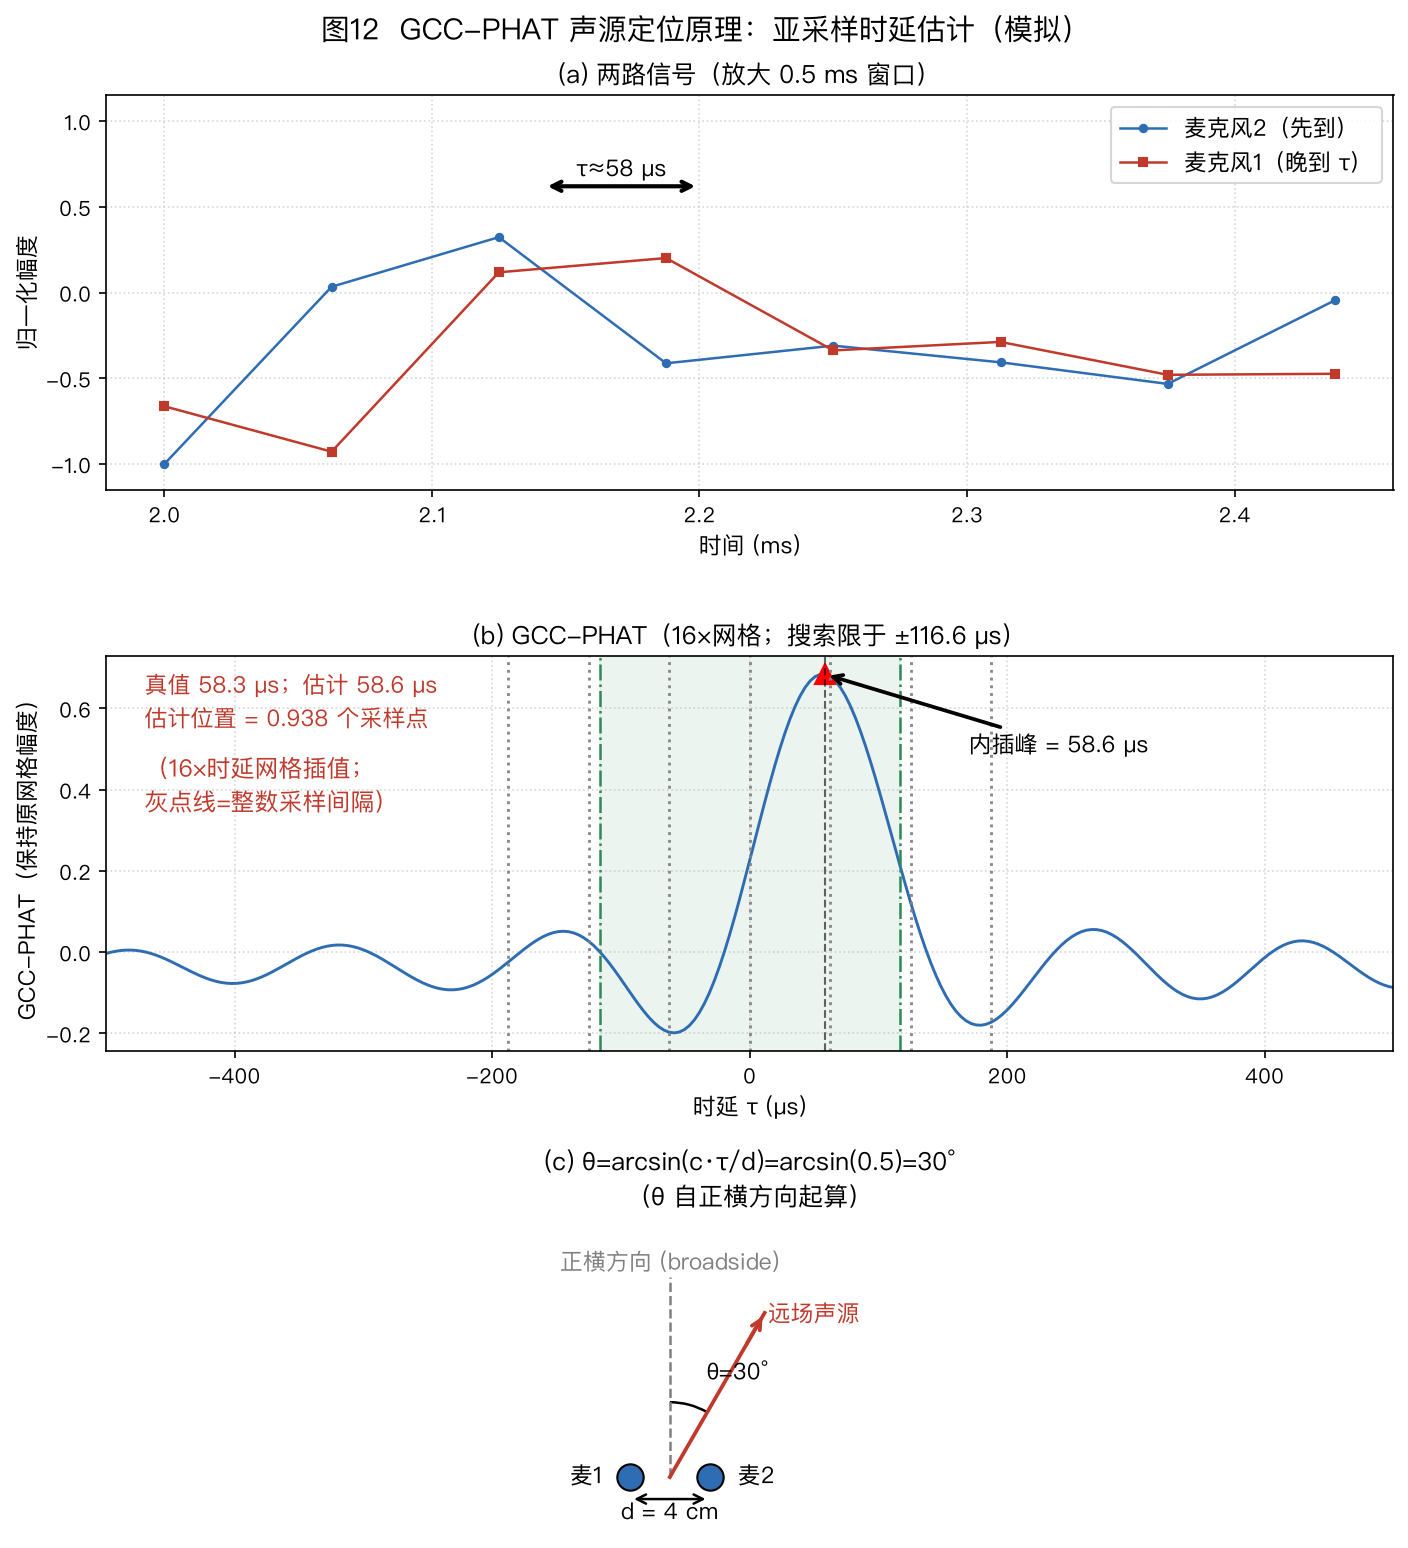 图12  GCC-PHAT 声源定位原理：亚采样时延估计（模拟）
(a) 两路信号（放大 0.5 ms 窗口）
麦克风2（先到）
麦克风1（晚到 τ）
τ≈58 μs
归一化幅度
1.0
0.5
0.0
−0.5
−1.0
2.0
2.1
2.2
2.3
2.4
时间 (ms)
(b) GCC-PHAT（16×网格；搜索限于 ±116.6 μs）
真值 58.3 μs；估计 58.6 μs
估计位置 = 0.938 个采样点
（16×时延网格插值；
灰点线=整数采样间隔）
内插峰 = 58.6 μs
GCC-PHAT（保持原网格幅度）
0.6
0.4
0.2
0.0
−0.2
−400
−200
0
200
400
时延 τ (μs)
(c) θ=arcsin(c·τ/d)=arcsin(0.5)=30°
（θ 自正横方向起算）
正横方向 (broadside)
远场声源
θ=30°
麦1
麦2
d = 4 cm